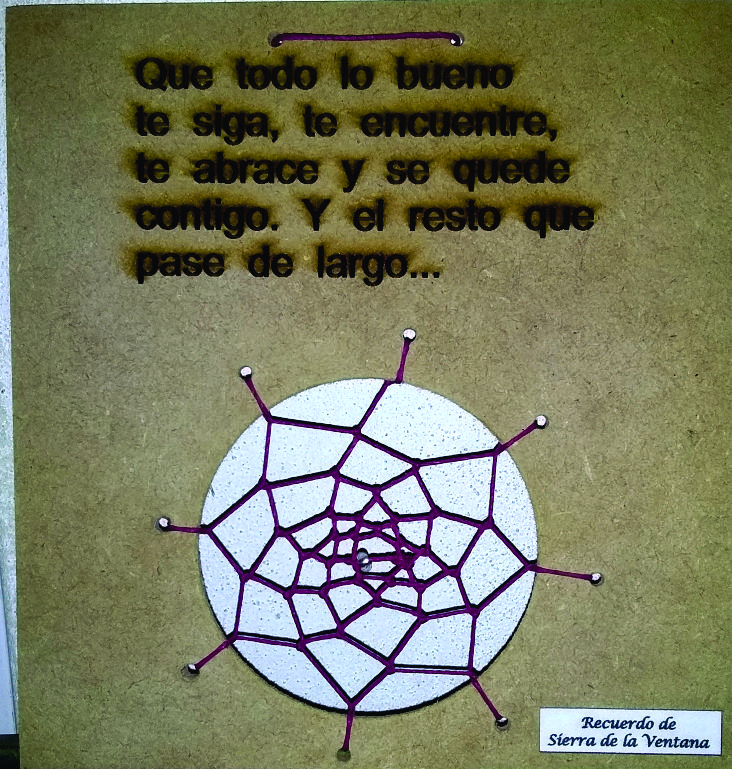 Que todo lo bueno
te siga, te encuentre,
te abrace y se quede
contigo. Y el resto que
pase de largo...
Recuerdo de
Sierra de la Ventana